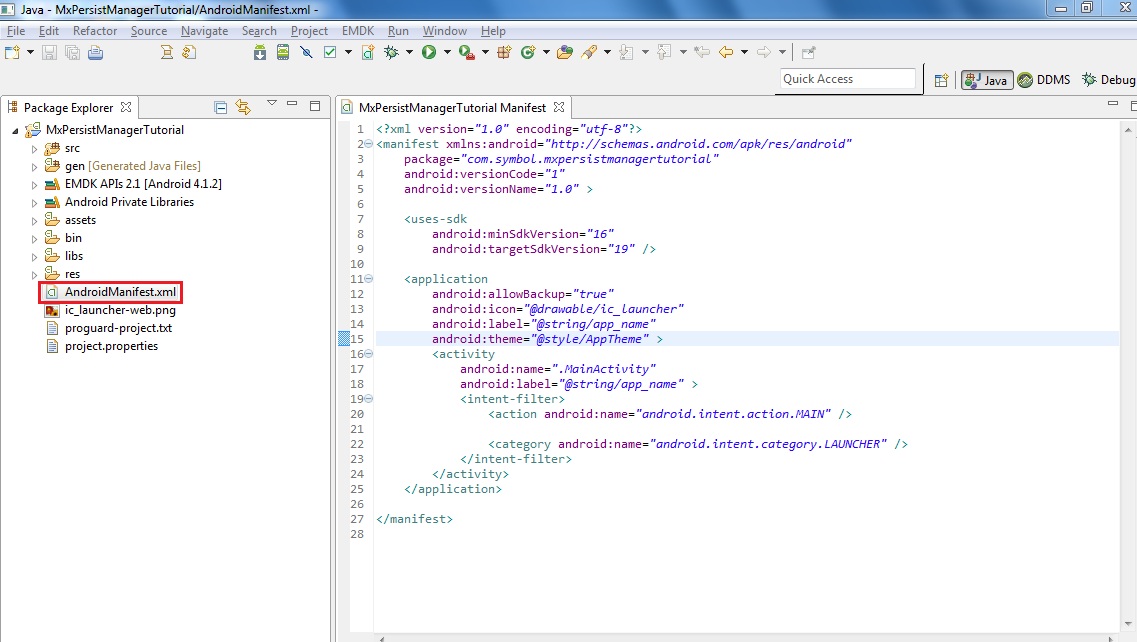 Java - MxPersistManagerTutorial/AndroidManifest.xml -
File Edit Refactor Source Navigate Search Project EMDK Run Window Help
Quick Access
Java
DDMS
Debug
Package Explorer
MxPersistManagerTutorial
src
gen [Generated Java Files]
EMDK APIs 2.1 [Android 4.1.2]
Android Private Libraries
assets
bin
libs
res
AndroidManifest.xml
ic_launcher-web.png
proguard-project.txt
project.properties
MxPersistManagerTutorial Manifest
1 <?xml version="1.0" encoding="utf-8"?>
2 <manifest xmlns:android="http://schemas.android.com/apk/res/android"
3 package="com.symbol.mxpersistmanagertutorial"
4 android:versionCode="1"
5 android:versionName="1.0" >
6
7 <uses-sdk
8 android:minSdkVersion="16"
9 android:targetSdkVersion="19" />
10
11 <application
12 android:allowBackup="true"
13 android:icon="@drawable/ic_launcher"
14 android:label="@string/app_name"
15 android:theme="@style/AppTheme" >
16 <activity
17 android:name=".MainActivity"
18 android:label="@string/app_name" >
19 <intent-filter>
20 <action android:name="android.intent.action.MAIN" />
21
22 <category android:name="android.intent.category.LAUNCHER" />
23 </intent-filter>
24 </activity>
25 </application>
26
27 </manifest>
28